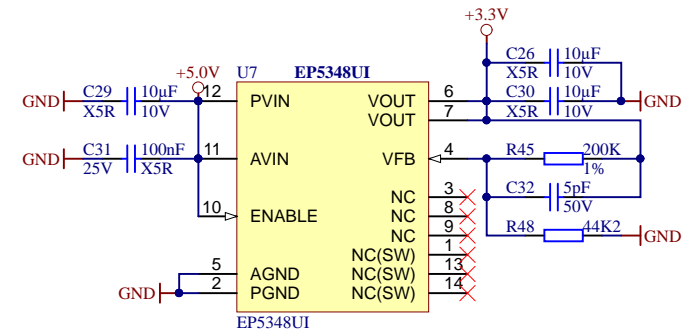 +3.3V
C26 10µF
X5R 10V
+5.0V U7 EP5348UI
C29 10µF 12 PVIN VOUT 6 C30 10µF
GND X5R 10V VOUT 7 X5R 10V GND
C31 100nF 11 AVIN VFB 4 R45 200K
GND 25V X5R 1%
NC 3 C32 5pF
10 ENABLE NC 8 50V
NC 9 R48 44K2
NC(SW) 1 GND
5 AGND NC(SW) 13
GND 2 PGND NC(SW) 14
EP5348UI